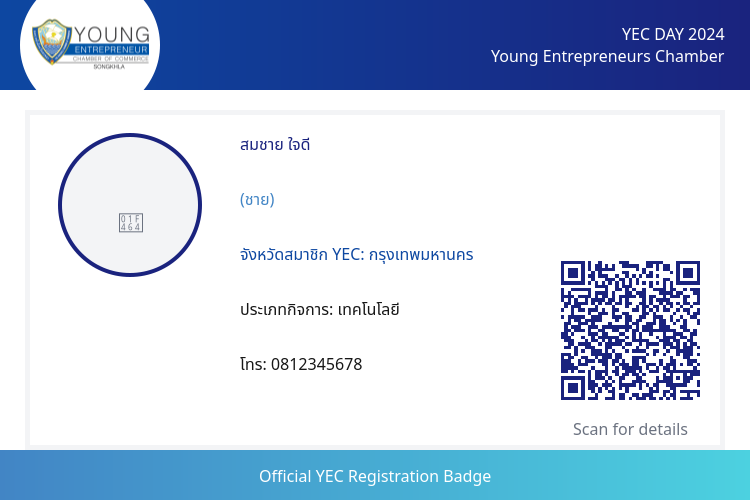 YOUNG
ENTREPRENEUR
CHAMBER OF COMMERCE
SONGKHLA
YEC DAY 2024
Young Entrepreneurs Chamber
สมชาย ใจดี
(ชาย)
จังหวัดสมาชิก YEC: กรุงเทพมหานคร
ประเภทกิจการ: เทคโนโลยี
โทร: 0812345678
Scan for details
Official YEC Registration Badge